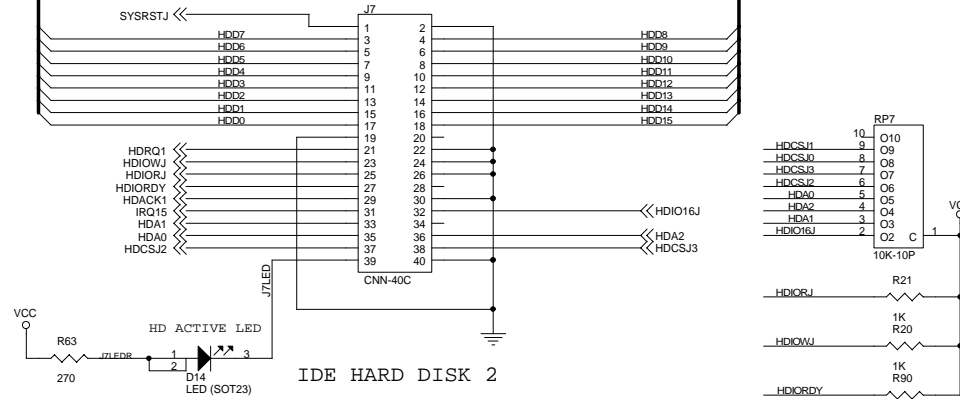 J7
SYSRSTJ
1 2
HDD7 3 4 HDD8
HDD6 5 6 HDD9
HDD5 7 8 HDD10
HDD4 9 10 HDD11
HDD3 11 12 HDD12
HDD2 13 14 HDD13
HDD1 15 16 HDD14
HDD0 17 18 HDD15
19 20
HDRQ1 21 22
HDIOWJ 23 24
HDIORJ 25 26
HDIORDY 27 28
HDACK1 29 30
IRQ15 31 32 HDIO16J
HDA1 33 34
HDA0 35 36 HDA2
HDCSJ2 37 38 HDCSJ3
39 40
CNN-40C
J7LED
VCC
HD ACTIVE LED
R63
J7LEDR
1
2
3
270
D14
LED (SOT23)
IDE HARD DISK 2
RP7
10 O10
HDCSJ1 9 O9
HDCSJ0 8 O8
HDCSJ3 7 O7
HDCSJ2 6 O6
HDA0 5 O5
HDA2 4 O4
HDA1 3 O3
HDIO16J 2 O2 C 1
10K-10P
R21
HDIORJ
1K
R20
HDIOWJ
1K
R90
HDIORDY